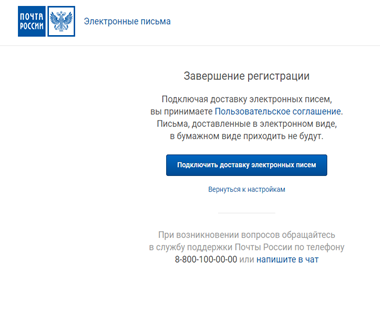 ПОЧТА
РОССИИ
Электронные письма
Завершение регистрации
Подключая доставку электронных писем,
вы принимаете Пользовательское соглашение.
Письма, доставленные в электронном виде,
в бумажном виде приходить не будут.
Подключить доставку электронных писем
Вернуться к настройкам
При возникновении вопросов обращайтесь
в службу поддержки Почты России по телефону
8-800-100-00-00 или напишите в чат